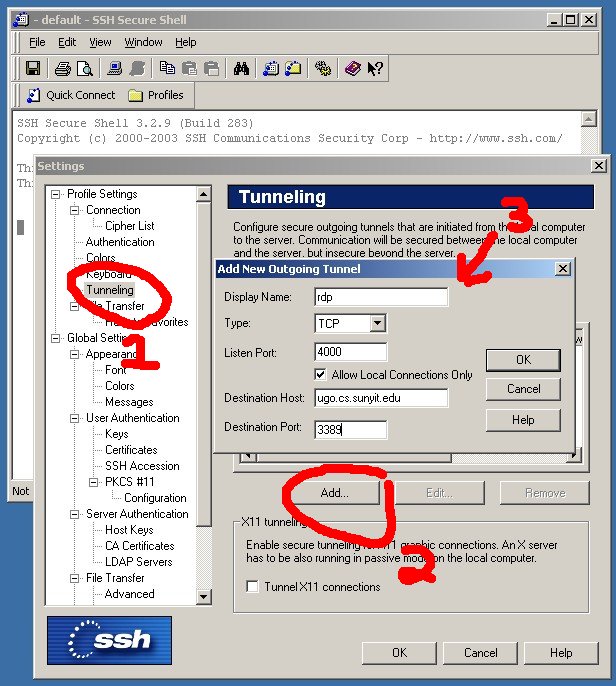 - default - SSH Secure Shell
File Edit View Window Help
Quick Connect Profiles
SSH Secure Shell 3.2.9 (Build 283)
Copyright (c) 2000-2003 SSH Communications Security Corp - http://www.ssh.com/
Settings
Profile Settings
Connection
Cipher List
Authentication
Colors
Keyboard
Tunneling
File Transfer
Favorites
Global Settings
Appearance
Font
Colors
Messages
User Authentication
Keys
Certificates
SSH Accession
PKCS #11
Configuration
Server Authentication
Host Keys
CA Certificates
LDAP Servers
File Transfer
Advanced
ssh
1
Tunneling
3
Configure secure outgoing tunnels that are initiated from the local computer
to the server. Communication will be secured between the local computer
and the server, but insecure beyond the server.
Add New Outgoing Tunnel
Display Name: rdp
Type: TCP
Listen Port: 4000
Allow Local Connections Only
Destination Host: ugo.cs.sunyit.edu
Destination Port: 3389
OK
Cancel
Help
Add... Edit... Remove
2
X11 tunneling
Enable secure tunneling for X11 graphic connections. An X server
has to be also running in passive mode on the local computer.
Tunnel X11 connections
OK Cancel Help
Not